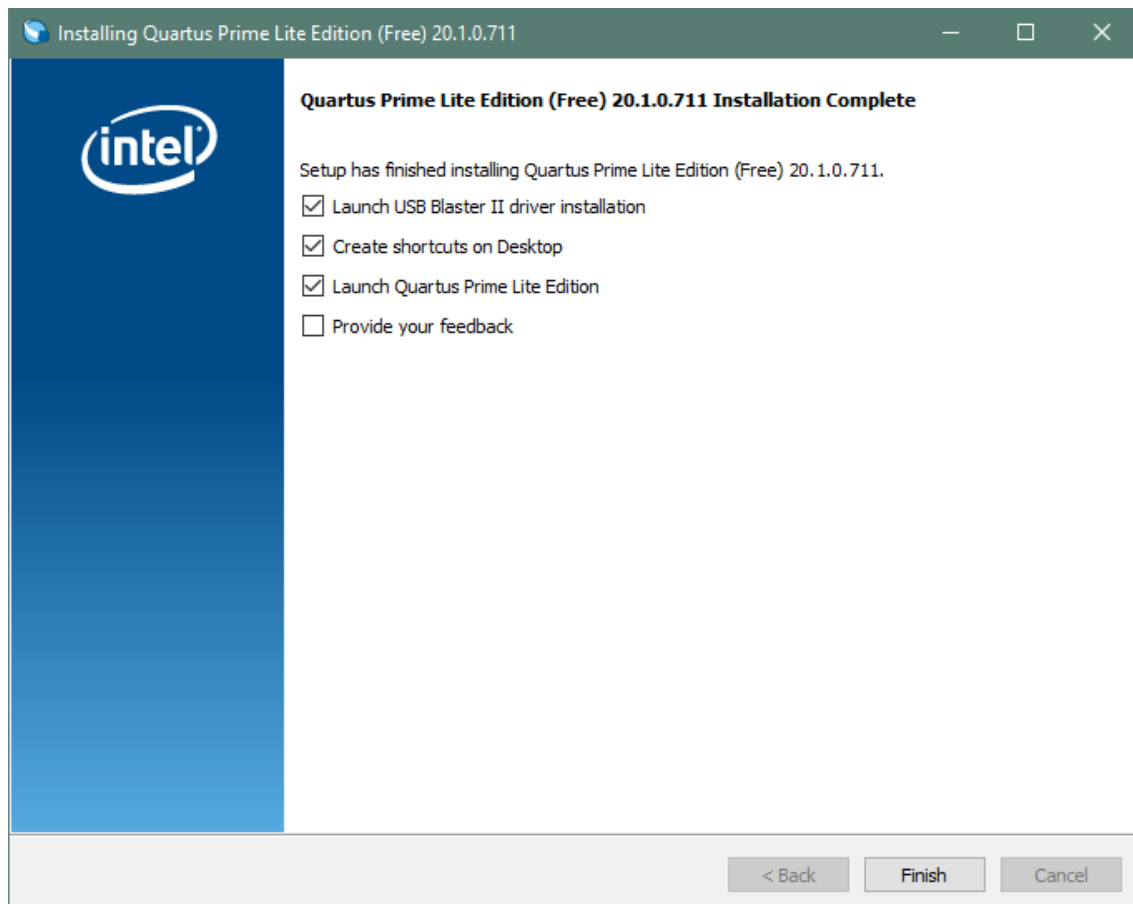 Installing Quartus Prime Lite Edition (Free) 20.1.0.711
intel
Quartus Prime Lite Edition (Free) 20.1.0.711 Installation Complete
Setup has finished installing Quartus Prime Lite Edition (Free) 20.1.0.711.
Launch USB Blaster II driver installation
Create shortcuts on Desktop
Launch Quartus Prime Lite Edition
Provide your feedback
< Back Finish Cancel